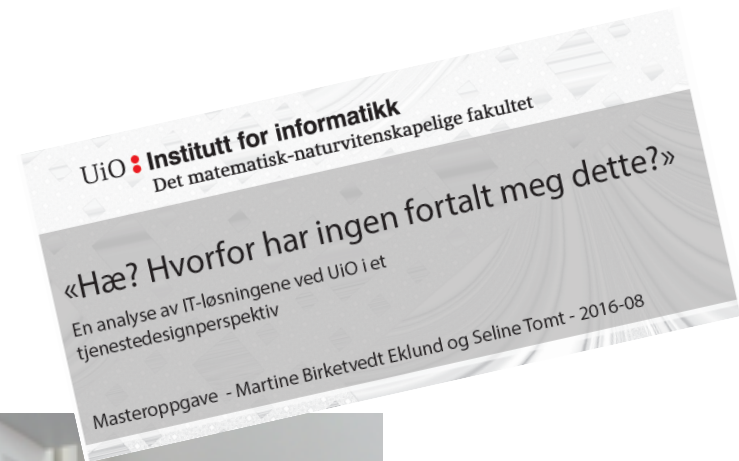 UiO : Institutt for informatikk
Det matematisk-naturvitenskapelige fakultet
«Hæ? Hvorfor har ingen fortalt meg dette?»
En analyse av IT-løsningene ved UiO i et
tjenestedesignperspektiv
Masteroppgave - Martine Birketvedt Eklund og Seline Tomt - 2016-08